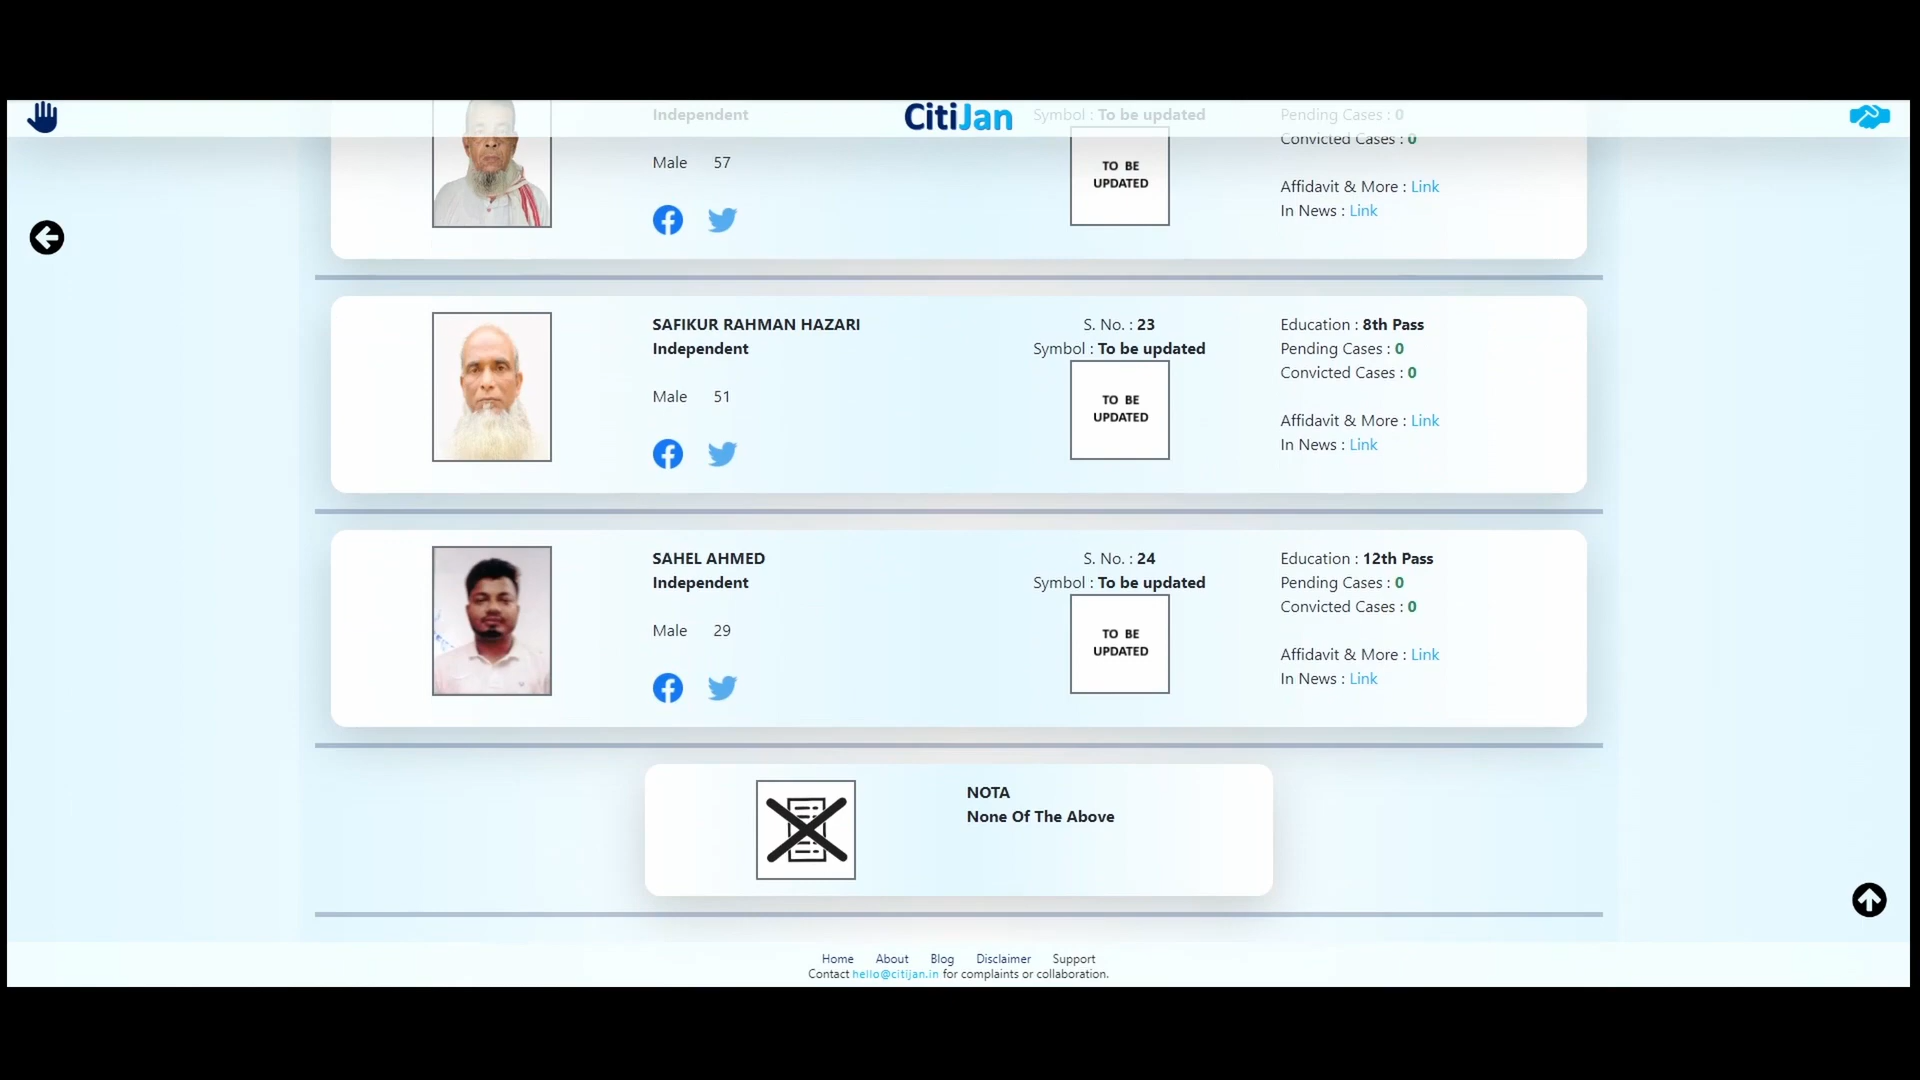 CitiJan
Independent
Symbol : To be updated
Pending Cases : 0
Convicted Cases : 0
Male 57
TO BE
UPDATED
Affidavit & More : Link
In News : Link
SAFIKUR RAHMAN HAZARI
Independent
Male 51
S. No. : 23
Symbol : To be updated
TO BE
UPDATED
Education : 8th Pass
Pending Cases : 0
Convicted Cases : 0
Affidavit & More : Link
In News : Link
SAHEL AHMED
Independent
Male 29
S. No. : 24
Symbol : To be updated
TO BE
UPDATED
Education : 12th Pass
Pending Cases : 0
Convicted Cases : 0
Affidavit & More : Link
In News : Link
NOTA
None Of The Above
Home About Blog Disclaimer Support
Contact hello@citijan.in for complaints or collaboration.